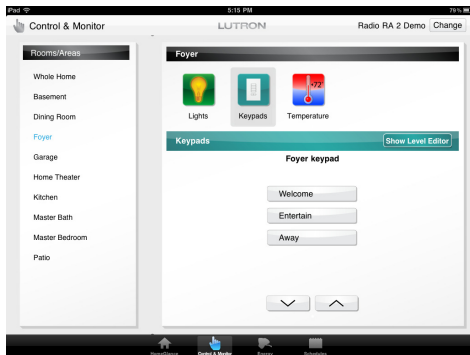 iPad 5:15 PM 79%
Control & Monitor LUTRON Radio RA 2 Demo Change
Rooms/Areas
Whole Home
Basement
Dining Room
Foyer
Garage
Home Theater
Kitchen
Master Bath
Master Bedroom
Patio
Foyer
72°
Lights Keypads Temperature
Keypads Show Level Editor
Foyer keypad
Welcome
Entertain
Away
HomeGlance Control & Monitor Energy Schedules